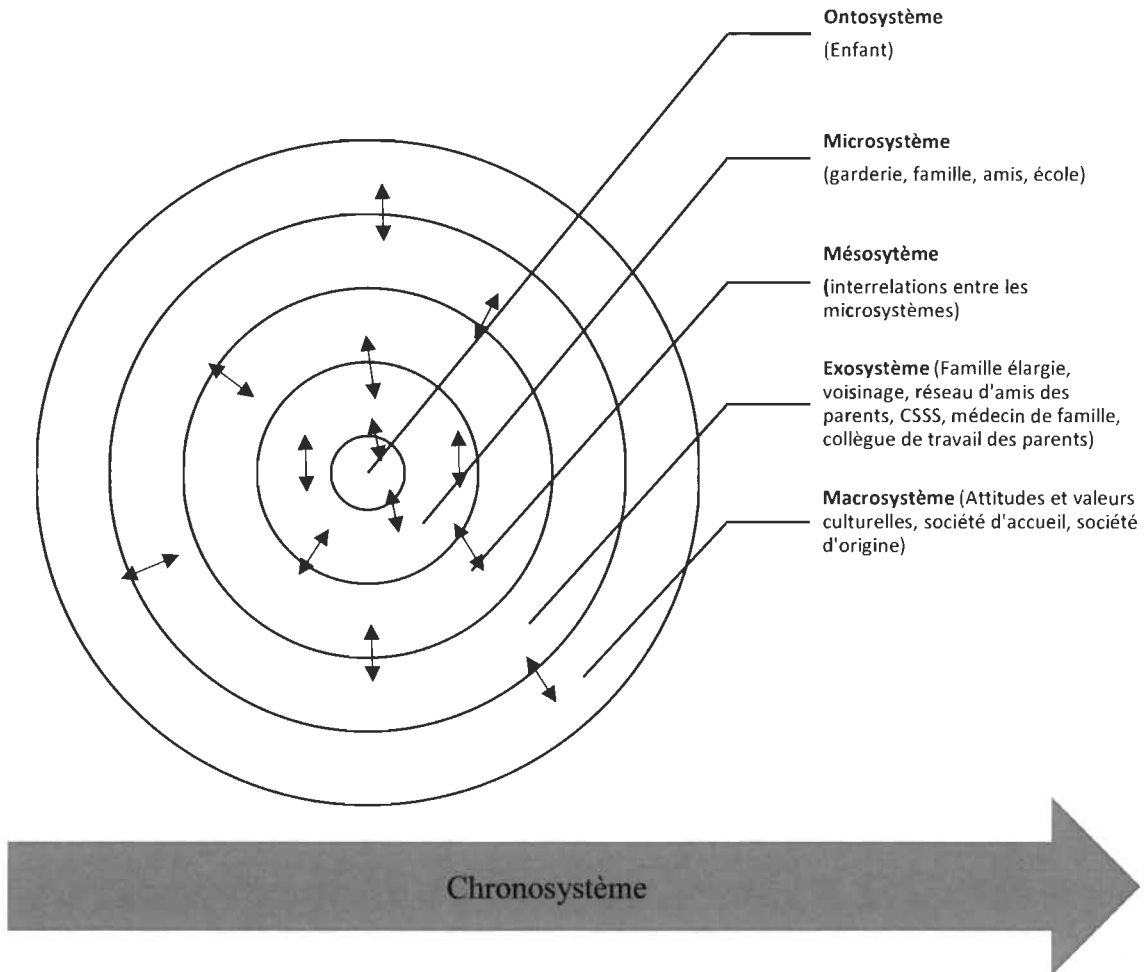 Ontosystème
(Enfant)
Microsystème
(garderie, famille, amis, école)
Mésosytème
(interrelations entre les
microsystèmes)
Exosystème (Famille élargie,
voisinage, réseau d'amis des
parents, CSSS, médecin de famille,
collègue de travail des parents)
Macrosystème (Attitudes et valeurs
culturelles, société d'accueil, société
d'origine)
Chronosystème